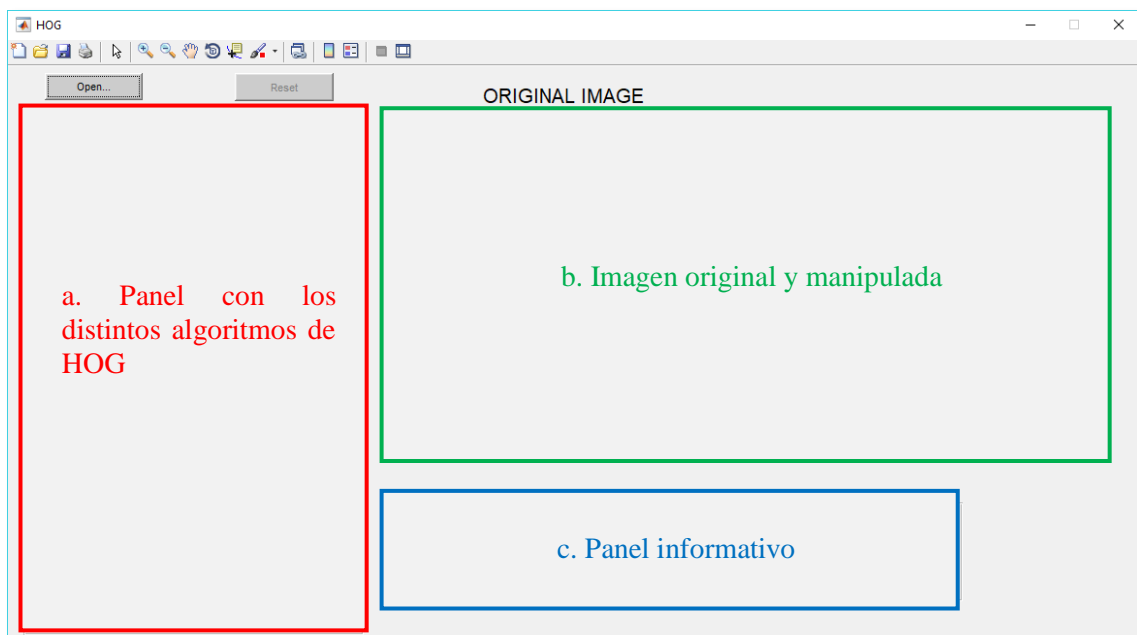 HOG
Open...
Reset
ORIGINAL IMAGE
a. Panel con los
distintos algoritmos de
HOG
b. Imagen original y manipulada
c. Panel informativo